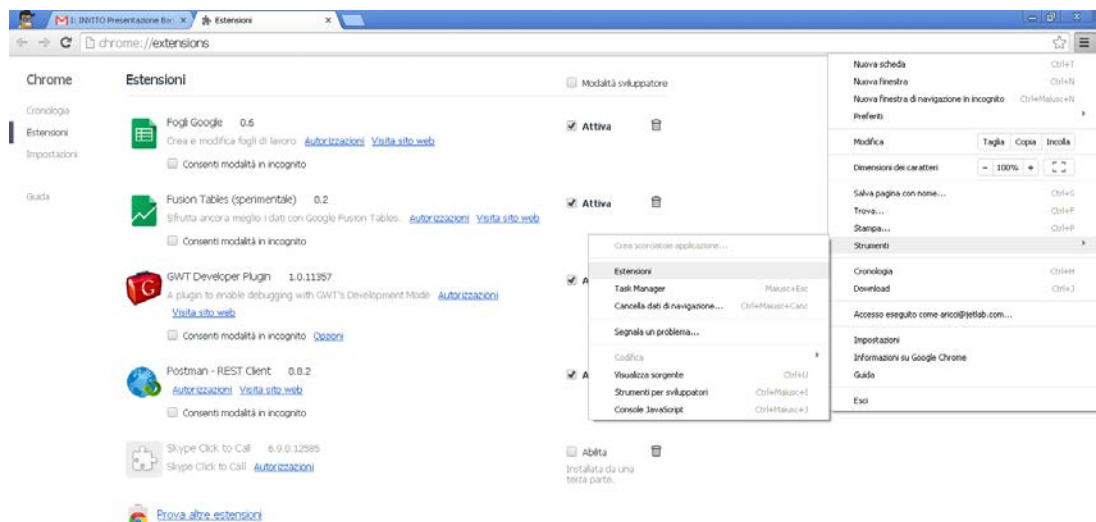 1: INVITO Presentazione Bar
Estensioni
chrome://extensions
Chrome
Cronologia
Estensioni
Impostazioni
Guida
Estensioni
Modalità sviluppatore
Fogli Google 0.6
Attiva
Crea e modifica fogli di lavoro Autorizzazioni Visita sito web
Consenti modalità in incognito
Fusion Tables (sperimentale) 0.2
Attiva
Sfrutta ancora meglio i dati con Google Fusion Tables. Autorizzazioni Visita sito web
Consenti modalità in incognito
GWT Developer Plugin 1.0.11357
A
A plugin to enable debugging with GWT's Development Mode Autorizzazioni
Visita sito web
Consenti modalità in incognito Opzioni
Postman - REST Client 0.8.2
A
Autorizzazioni Visita sito web
Consenti modalità in incognito
Skype Click to Call 6.9.0.12585
Abilita
Skype Click to Call Autorizzazioni
Installata da una
terza parte.
Prova altre estensioni
Crea scorciatoie applicazione...
Estensioni
Task Manager Maiusc+Esc
Cancella dati di navigazione... Ctrl+Maiusc+Canc
Segnala un problema...
Codifica
Visualizza sorgente Ctrl+U
Strumenti per sviluppatori Ctrl+Maiusc+I
Console JavaScript Ctrl+Maiusc+J
Nuova scheda Ctrl+T
Nuova finestra Ctrl+N
Nuova finestra di navigazione in incognito Ctrl+Maiusc+N
Preferiti
Modifica Taglia Copia Incolla
Dimensioni dei caratteri - 100% +
Salva pagina con nome... Ctrl+S
Trova... Ctrl+F
Stampa... Ctrl+P
Strumenti
Cronologia Ctrl+H
Download Ctrl+J
Accesso eseguito come aricci@jetlab.com...
Impostazioni
Informazioni su Google Chrome
Guida
Esci